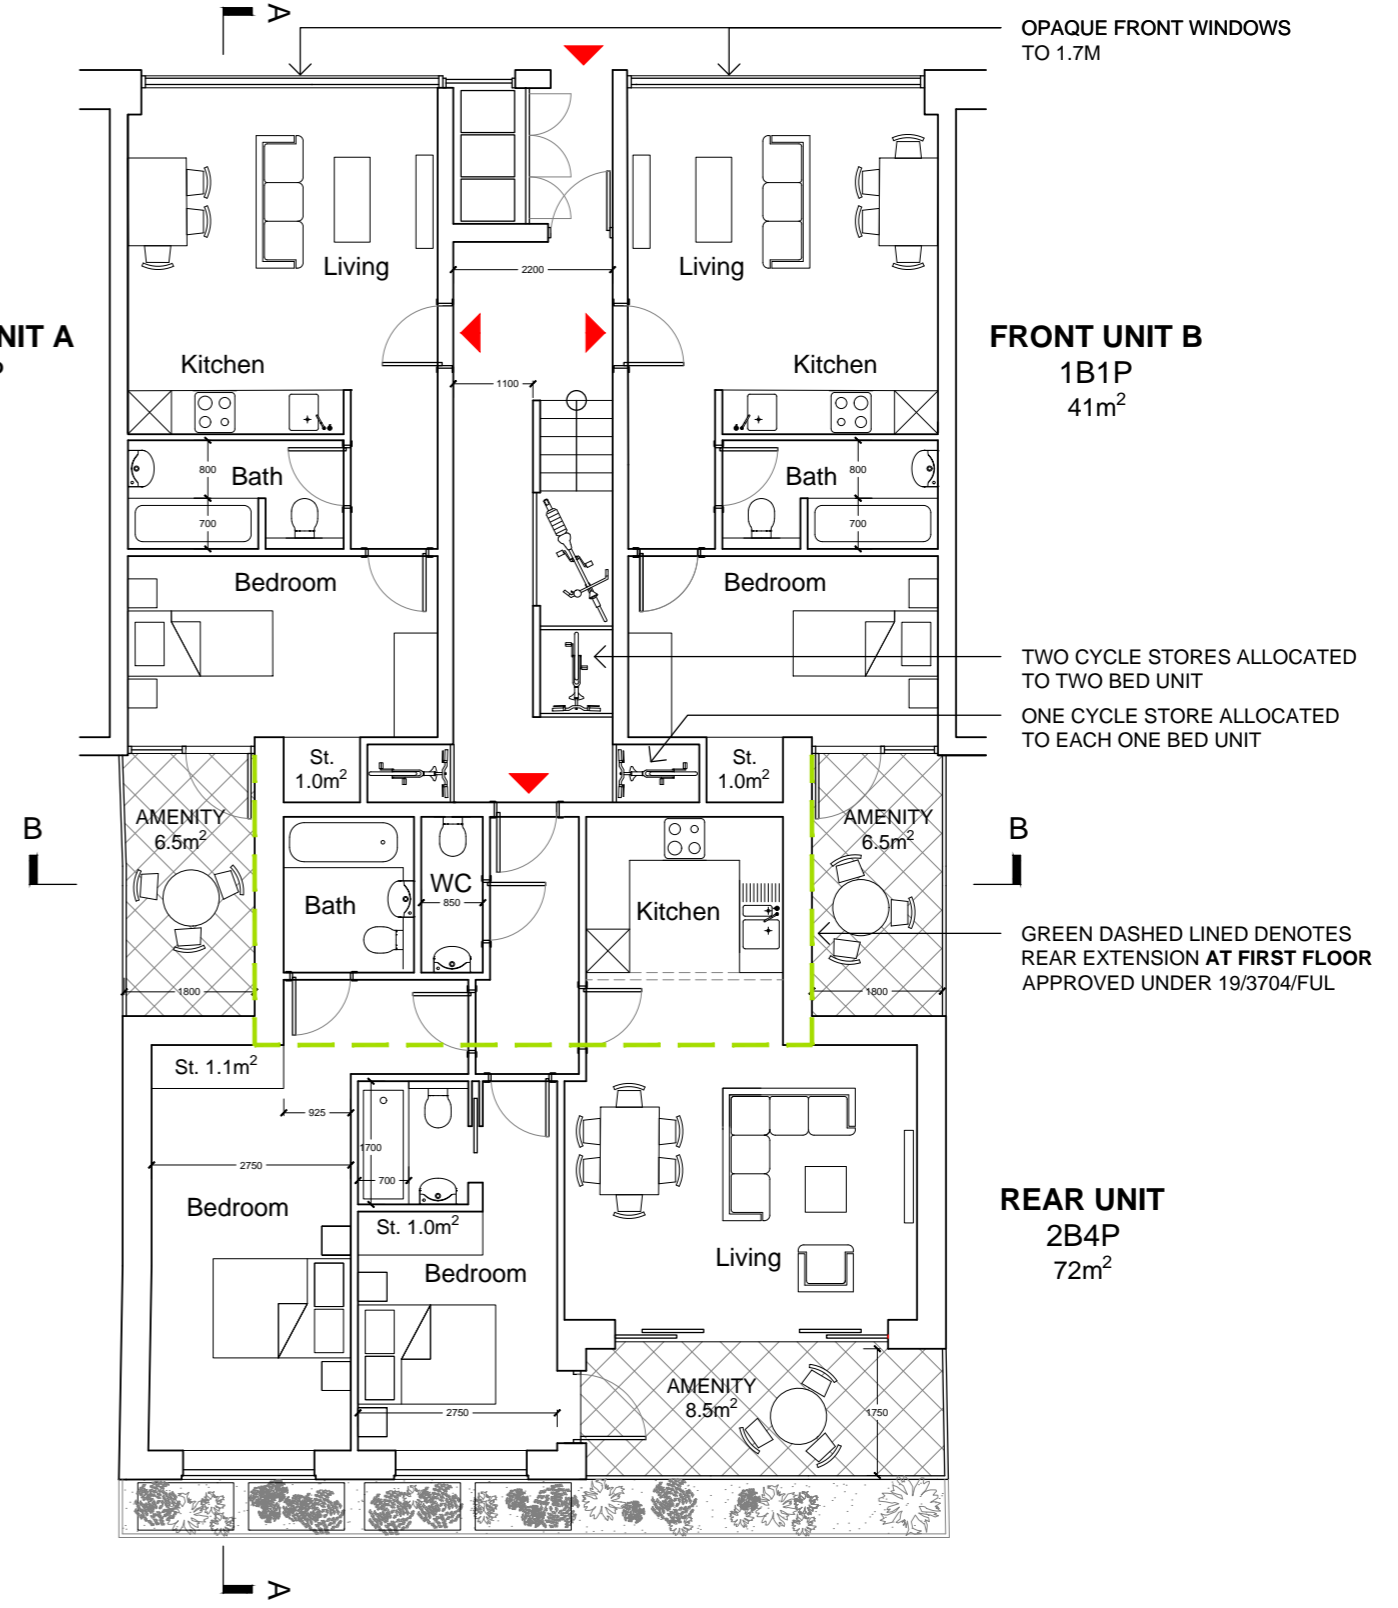 A
OPAQUE FRONT WINDOWS
TO 1.7M
Living
2200
Living
NIT A
P
FRONT UNIT B
1B1P
41m²
Kitchen
1100
Kitchen
800
Bath
700
Bath
800
700
Bedroom
Bedroom
TWO CYCLE STORES ALLOCATED
TO TWO BED UNIT
ONE CYCLE STORE ALLOCATED
TO EACH ONE BED UNIT
St.
1.0m²
St.
1.0m²
AMENITY
6.5m²
AMENITY
6.5m²
B
B
Bath
WC
850
Kitchen
GREEN DASHED LINED DENOTES
REAR EXTENSION AT FIRST FLOOR
APPROVED UNDER 19/3704/FUL
1800
1800
St. 1.1m²
925
1700
2750
700
Bedroom
St. 1.0m²
Bedroom
Living
REAR UNIT
2B4P
72m²
AMENITY
8.5m²
2750
1750
A